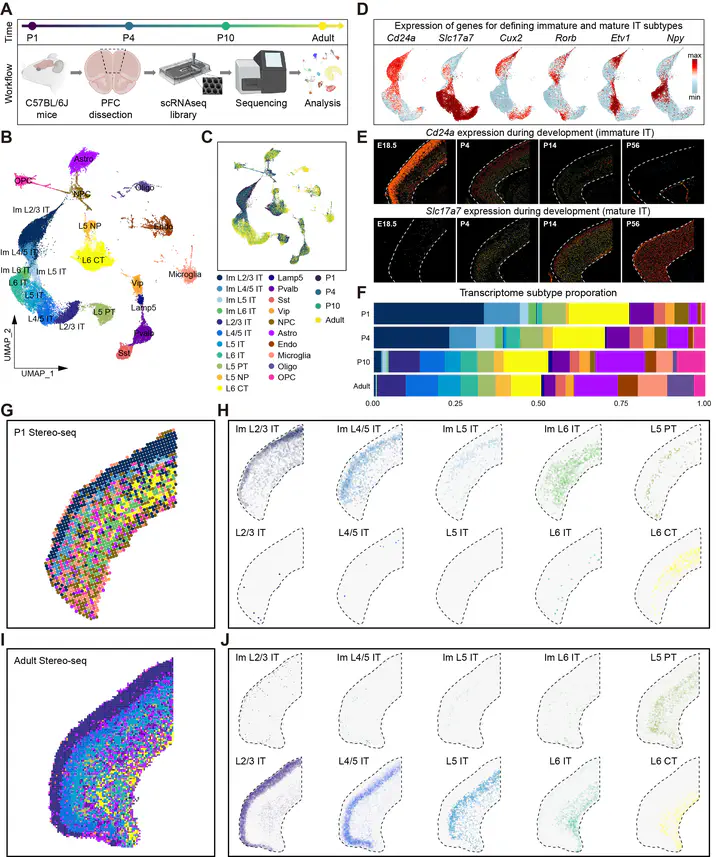 A
Time
P1 P4 P10 Adult
Workflow
C57BL/6J mice
PFC dissection
scRNAseq library
Sequencing
Analysis
B
Astro
OPC
NPC
Oligo
Im L2/3 IT
L5 NP
Endo
Im L4/5 IT
L6 CT
Im L6 IT
Im L5 IT
L6 IT
Microglia
L5 IT
Vip
L4/5 IT
L5 PT
Lamp5
L2/3 IT
Pvalb
Sst
UMAP_2
UMAP_1
C
Im L2/3 IT
Im L4/5 IT
Im L5 IT
Im L6 IT
L2/3 IT
L4/5 IT
L5 IT
L6 IT
L5 PT
L5 NP
L6 CT
Lamp5
Pvalb
Sst
Vip
NPC
Astro
Endo
Microglia
Oligo
OPC
P1
P4
P10
Adult
D
Expression of genes for defining immature and mature IT subtypes
Cd24a Slc17a7 Cux2 Rorb Etv1 Npy
max
min
E
Cd24a expression during development (immature IT)
E18.5 P4 P14 P56
Slc17a7 expression during development (mature IT)
E18.5 P4 P14 P56
F
Transcriptome subtype proporation
P1
P4
P10
Adult
0.00 0.25 0.50 0.75 1.00
G
P1 Stereo-seq
H
Im L2/3 IT Im L4/5 IT Im L5 IT Im L6 IT L5 PT
L2/3 IT L4/5 IT L5 IT L6 IT L6 CT
I
Adult Stereo-seq
J
Im L2/3 IT Im L4/5 IT Im L5 IT Im L6 IT L5 PT
L2/3 IT L4/5 IT L5 IT L6 IT L6 CT